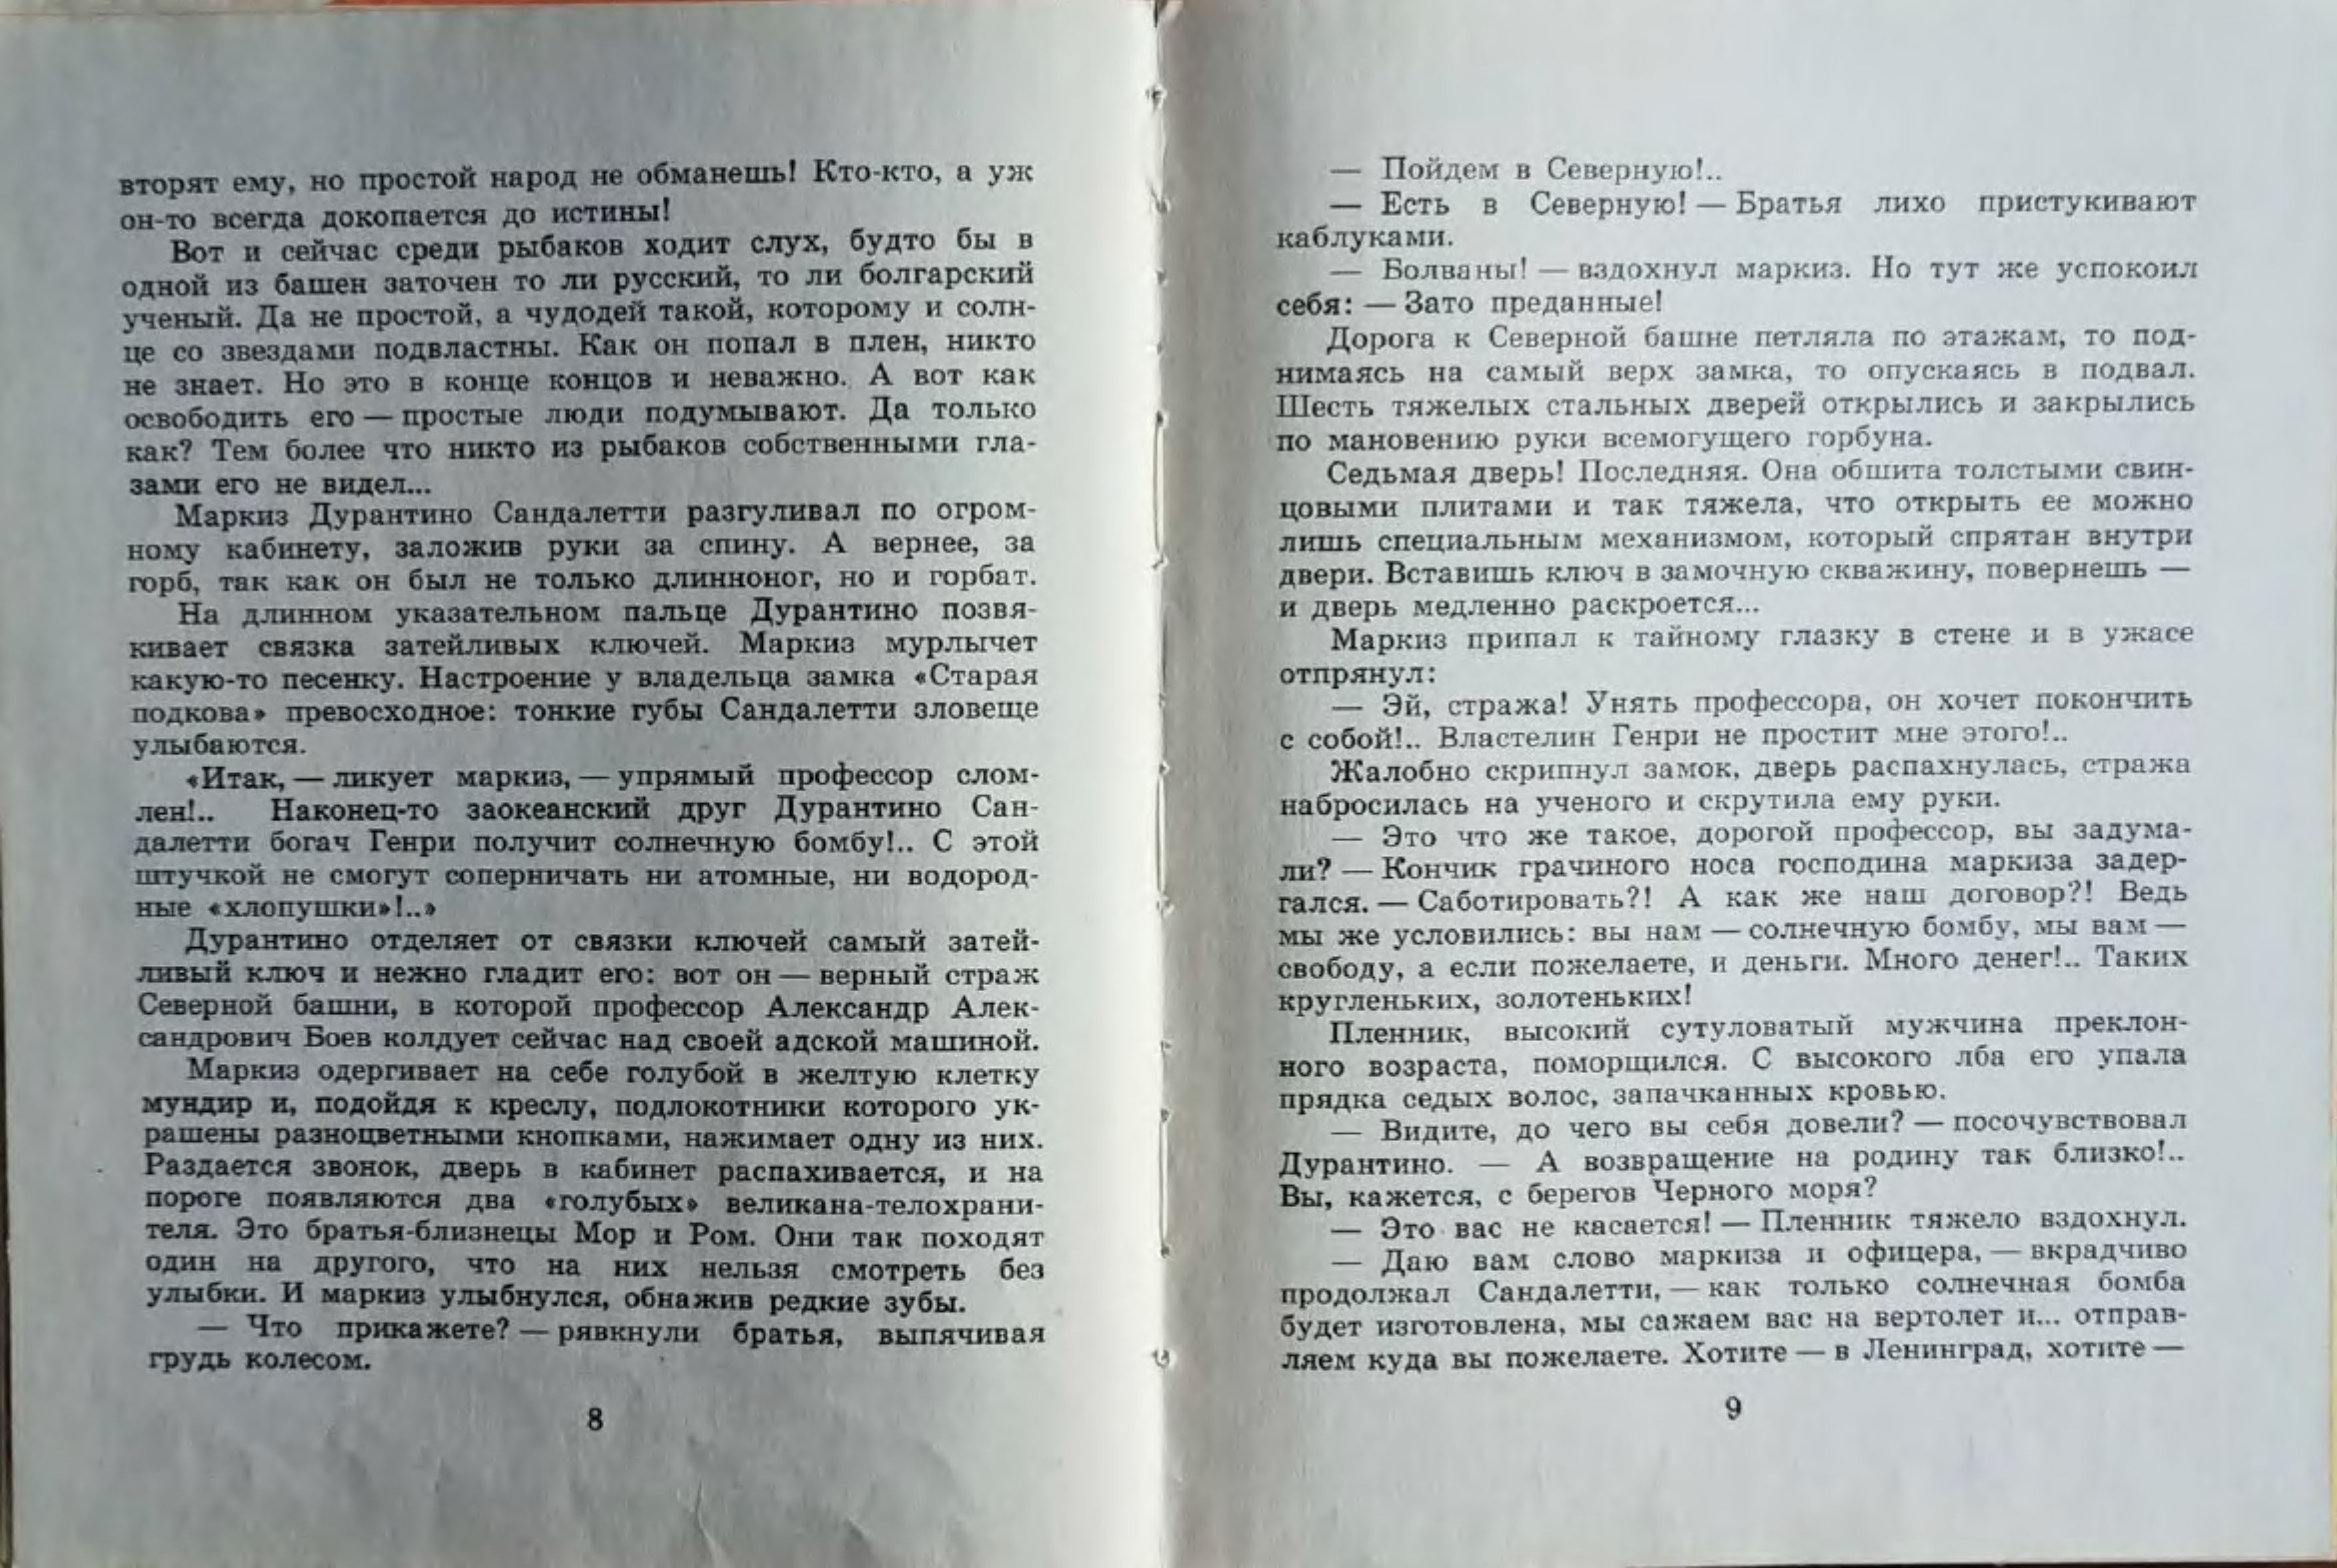 вторят ему, но простой народ не обманешь! Кто-кто, а уж
он-то всегда докопается до истины!
Вот и сейчас среди рыбаков ходит слух, будто бы в
одной из башен заточен то ли русский, то ли болгарский
ученый. Да не простой, а чудодей такой, которому и солн-
це со звездами подвластны. Как он попал в плен, никто
не знает. Но это в конце концов и неважно. А вот как
освободить его — простые люди подумывают. Да только
как? Тем более что никто из рыбаков собственными гла-
зами его не видел...
Маркиз Дурантино Сандалетти разгуливал по огром-
ному кабинету, заложив руки за спину. А вернее, за
горб, так как он был не только длинноног, но и горбат.
На длинном указательном пальце Дурантино позвя-
кивает связка затейливых ключей. Маркиз мурлычет
какую-то песенку. Настроение у владельца замка «Старая
подкова» превосходное: тонкие губы Сандалетти зловеще
улыбаются.
«Итак, — ликует маркиз, — упрямый профессор слом-
лен!.. Наконец-то заокеанский друг Дурантино Сан-
далетти богач Генри получит солнечную бомбу!.. С этой
штучкой не смогут соперничать ни атомные, ни водород-
ные «хлопушки»!..»
Дурантино отделяет от связки ключей самый затей-
ливый ключ и нежно гладит его: вот он — верный страж
Северной башни, в которой профессор Александр Алек-
сандрович Боев колдует сейчас над своей адской машиной.
Маркиз одергивает на себе голубой в желтую клетку
мундир и, подойдя к креслу, подлокотники которого ук-
рашены разноцветными кнопками, нажимает одну из них.
Раздается звонок, дверь в кабинет распахивается, и на
пороге появляются два «голубых» великана-телохрани-
теля. Это братья-близнецы Мор и Ром. Они так походят
один на другого, что на них нельзя смотреть без
улыбки. И маркиз улыбнулся, обнажив редкие зубы.
— Что прикажете? — рявкнули братья, выпячивая
грудь колесом.
8
— Пойдем в Северную!..
— Есть в Северную! — Братья лихо пристукивают
каблуками.
— Болваны! — вздохнул маркиз. Но тут же успокоил
себя: — Зато преданные!
Дорога к Северной башне петляла по этажам, то под-
нимаясь на самый верх замка, то опускаясь в подвал.
Шесть тяжелых стальных дверей открылись и закрылись
по мановению руки всемогущего горбуна.
Седьмая дверь! Последняя. Она обшита толстыми свин-
цовыми плитами и так тяжела, что открыть ее можно
лишь специальным механизмом, который спрятан внутри
двери. Вставишь ключ в замочную скважину, повернешь —
и дверь медленно раскроется...
Маркиз припал к тайному глазку в стене и в ужасе
отпрянул:
— Эй, стража! Унять профессора, он хочет покончить
с собой!.. Властелин Генри не простит мне этого!..
Жалобно скрипнул замок, дверь распахнулась, стража
набросилась на ученого и скрутила ему руки.
— Это что же такое, дорогой профессор, вы задума-
ли? — Кончик грачиного носа господина маркиза задер-
гался. — Саботировать?! А как же наш договор?! Ведь
мы же условились: вы нам — солнечную бомбу, мы вам —
свободу, а если пожелаете, и деньги. Много денег!.. Таких
кругленьких, золотеньких!
Пленник, высокий сутуловатый мужчина преклон-
ного возраста, поморщился. С высокого лба его упала
прядка седых волос, запачканных кровью.
— Видите, до чего вы себя довели? — посочувствовал
Дурантино. — А возвращение на родину так близко!..
Вы, кажется, с берегов Черного моря?
— Это вас не касается! — Пленник тяжело вздохнул.
— Даю вам слово маркиза и офицера, — вкрадчиво
продолжал Сандалетти, — как только солнечная бомба
будет изготовлена, мы сажаем вас на вертолет и... отправ-
ляем куда вы пожелаете. Хотите — в Ленинград, хотите —
9